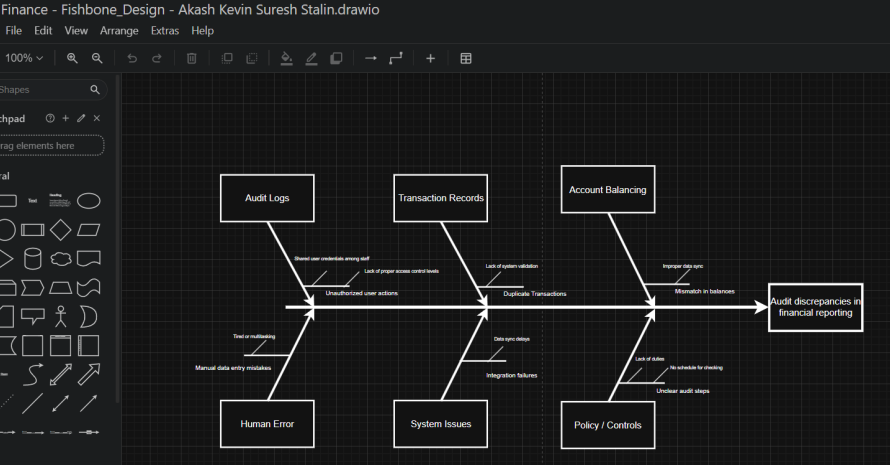 Finance - Fishbone_Design - Akash Kevin Suresh Stalin.drawio
File Edit View Arrange Extras Help
100%
Shapes
chpad
rag elements here
ral
Text
Heading
Audit Logs
Transaction Records
Account Balancing
Shared user credentials among staff
Lack of proper access control levels
Unauthorized user actions
Lack of system validation
Duplicate Transactions
Improper data sync
Mismatch in balances
Audit discrepancies in
financial reporting
Tired or multitasking
Manual data entry mistakes
Data sync delays
Integration failures
Lack of duties
No schedule for checking
Unclear audit steps
Human Error
System Issues
Policy / Controls